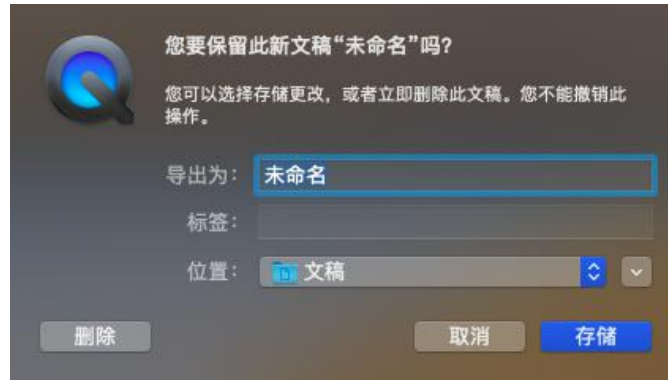 您要保留此新文稿“未命名”吗?
您可以选择存储更改，或者立即删除此文稿。您不能撤销此
操作。
导出为： 未命名
标签：
位置： 文稿
删除 取消 存储